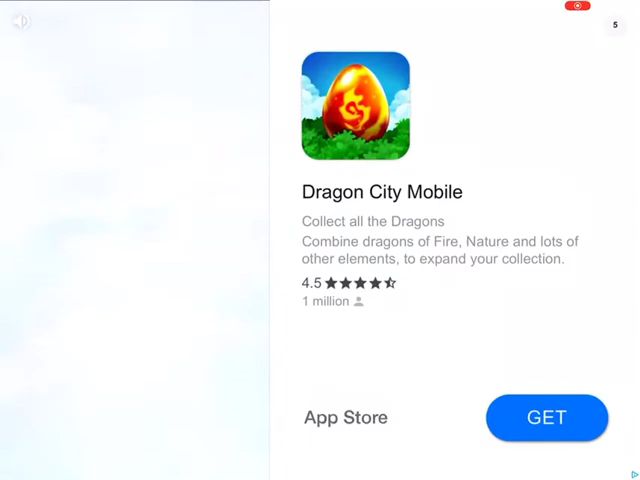 5
Dragon City Mobile
Collect all the Dragons
Combine dragons of Fire, Nature and lots of
other elements, to expand your collection.
4.5
1 million
App Store
GET